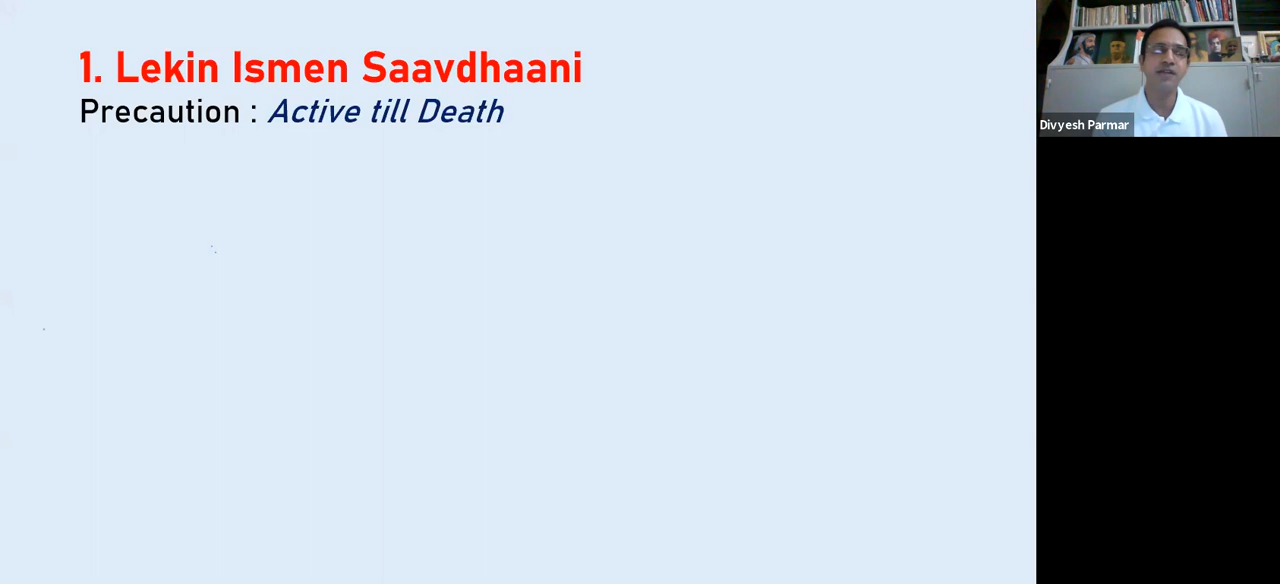 1. Lekin Ismen Saavdhaani
Precaution : Active till Death
Divyesh Parmar